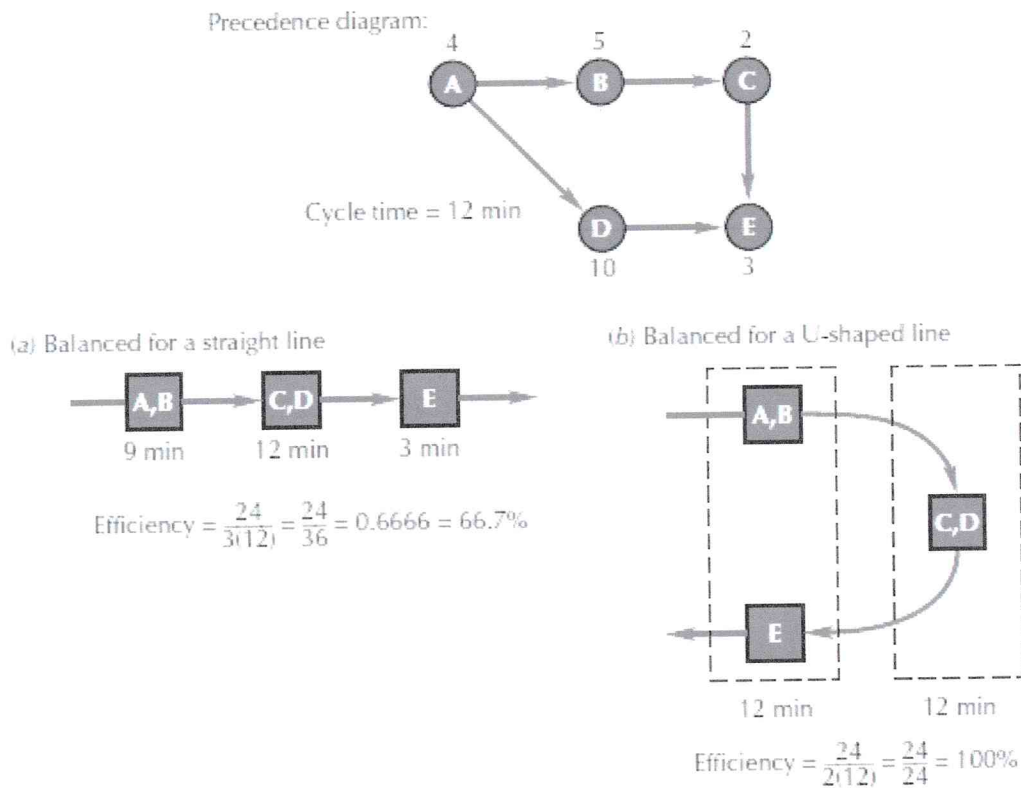 Precedence diagram:
4 5 2
A B C
Cycle time = 12 min
D E
10 3
(a) Balanced for a straight line
A,B C,D E
9 min 12 min 3 min
Efficiency = 24/3(12) = 24/36 = 0.6666 = 66.7%
(b) Balanced for a U-shaped line
A,B
C,D
E
12 min 12 min
Efficiency = 24/2(12) = 24/24 = 100%